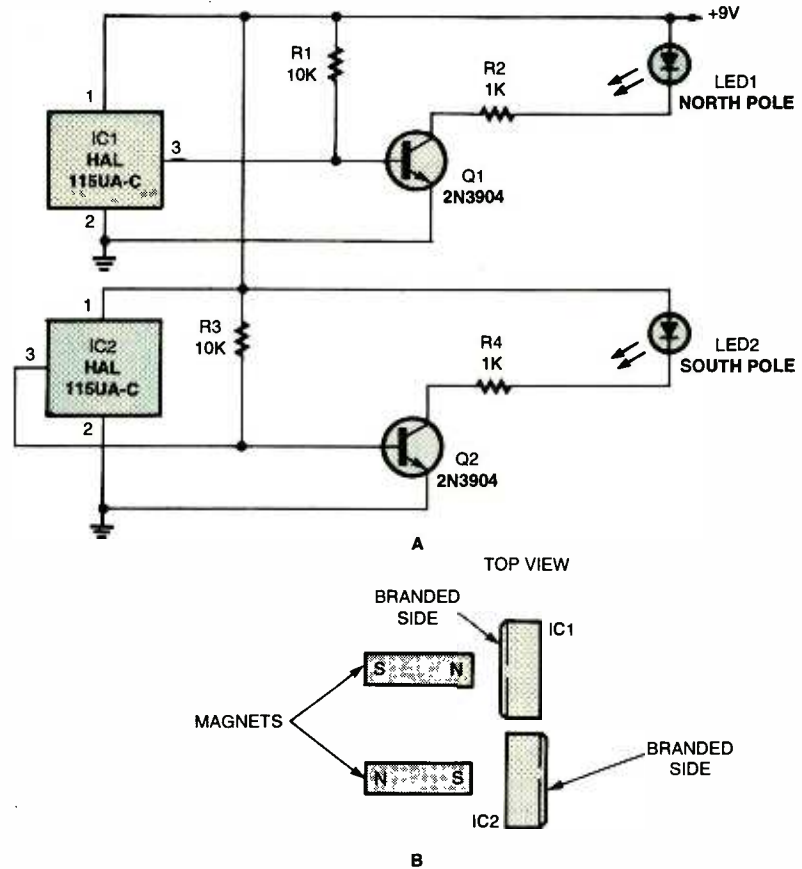 +9V
R1
10K
R2
1K
LED1
NORTH POLE
1
IC1
HAL
115UA-C
3
2
Q1
2N3904
1
R3
10K
3
IC2
HAL
115UA-C
2
R4
1K
LED2
SOUTH POLE
Q2
2N3904
A
TOP VIEW
BRANDED
SIDE
IC1
S N
MAGNETS
N S
BRANDED
SIDE
IC2
B